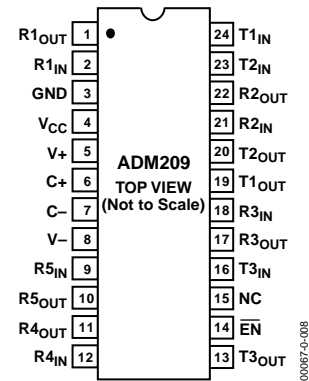 R1OUT 1 24 T1IN
R1IN 2 23 T2IN
GND 3 22 R2OUT
VCC 4 21 R2IN
V+ 5 20 T2OUT
C+ 6 19 T1OUT
C– 7 18 R3IN
V– 8 17 R3OUT
R5IN 9 16 T3IN
R5OUT 10 15 NC
R4OUT 11 14 EN
R4IN 12 13 T3OUT
ADM209
TOP VIEW
(Not to Scale)
00067-0-008